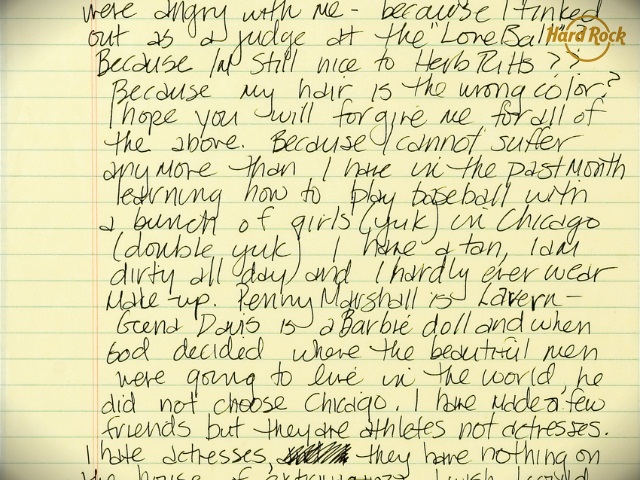 were angry with me - because I finked
out as a judge at the "Love Ball"?
Hard Rock
Because I'm still nice to Herb Ritts?
Because my hair is the wrong color?
I hope you will forgive me for all of
the above. Because I cannot suffer
any more than I have in the past month
learning how to play baseball with
a bunch of girls (yuk) in Chicago
(double yuk) I have a tan, I am
dirty all day and I hardly ever wear
make-up. Penny Marshall is Lavern-
Geena Davis is a Barbie doll and when
God decided where the beautiful men
were going to live in the world, he
did not choose Chicago. I have made a few
friends but they are athletes not actresses.
I hate actresses, they have nothing on
the house of extravaganza. I wish I could